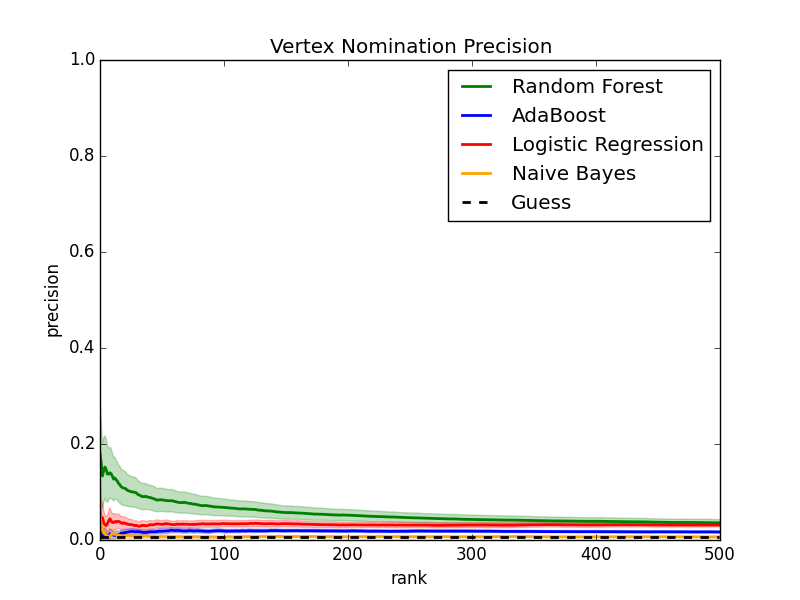 Vertex Nomination Precision
1.0
0.8
0.6
0.4
0.2
0.0
precision
Random Forest
AdaBoost
Logistic Regression
Naive Bayes
Guess
0 100 200 300 400 500
rank